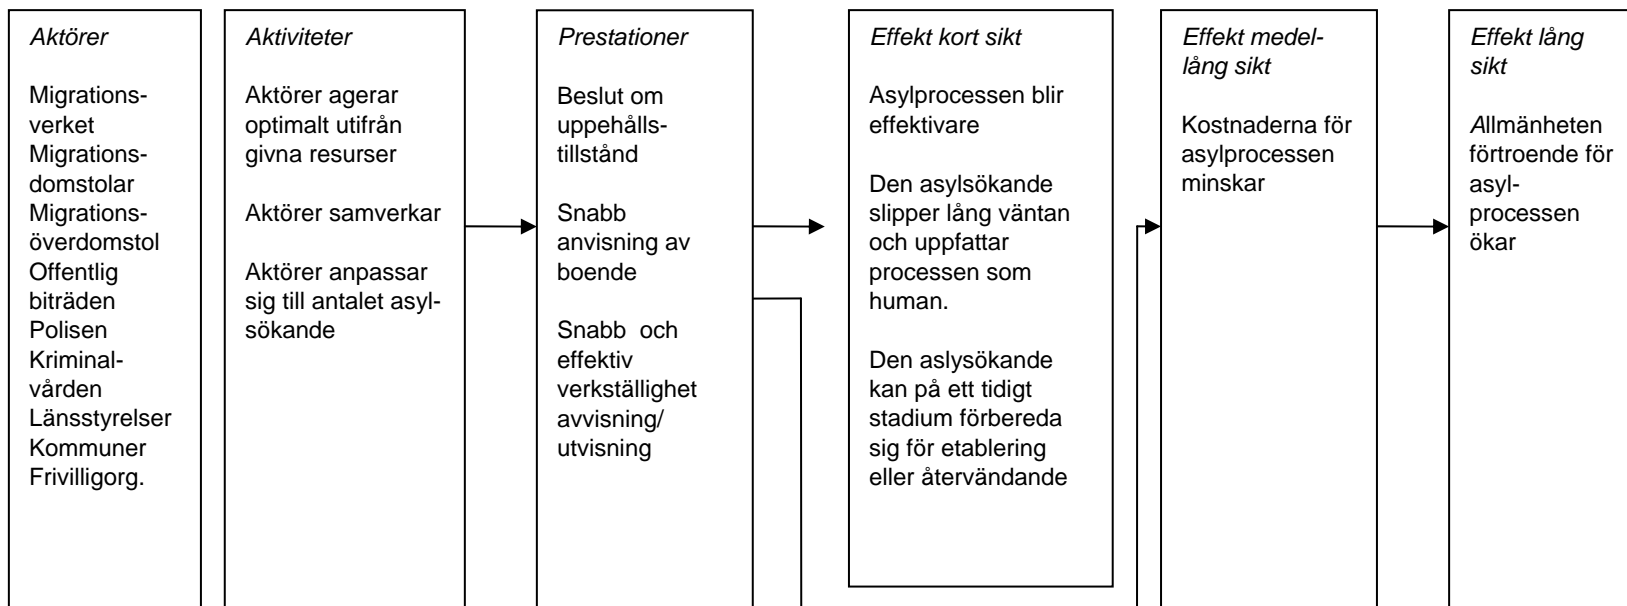 Aktörer
Migrations-
verket
Migrations-
domstolar
Migrations-
överdomstol
Offentlig
biträden
Polisen
Kriminal-
vården
Länsstyrelser
Kommuner
Frivilligorg.
Aktiviteter
Aktörer agerar
optimalt utifrån
givna resurser
Aktörer samverkar
Aktörer anpassar
sig till antalet asyl-
sökande
Prestationer
Beslut om
uppehålls-
tillstånd
Snabb
anvisning av
boende
Snabb och
effektiv
verkställighet
avvisning/
utvisning
Effekt kort sikt
Asylprocessen blir
effektivare
Den asylsökande
slipper lång väntan
och uppfattar
processen som
human.
Den aslysökande
kan på ett tidigt
stadium förbereda
sig för etablering
eller återvändande
Effekt medel-
lång sikt
Kostnaderna för
asylprocessen
minskar
Effekt lång
sikt
Allmänheten
förtroende för
asyl-
processen
ökar